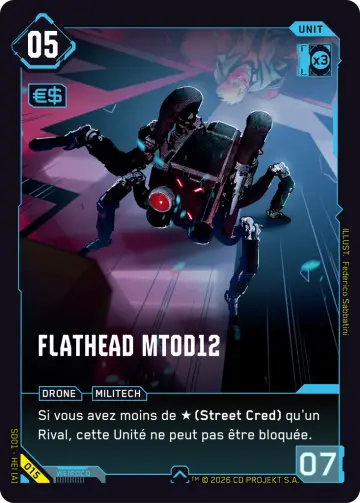 05
UNIT
x3
€$
ILLUST. Federico Sabbatini
FLATHEAD MTOD12
DRONE
MILITECH
Si vous avez moins de ★ (Street Cred) qu'un
Rival, cette Unité ne peut pas être bloquée.
015
WEIRDCO
™ © 2026 CD PROJEKT S.A.
07